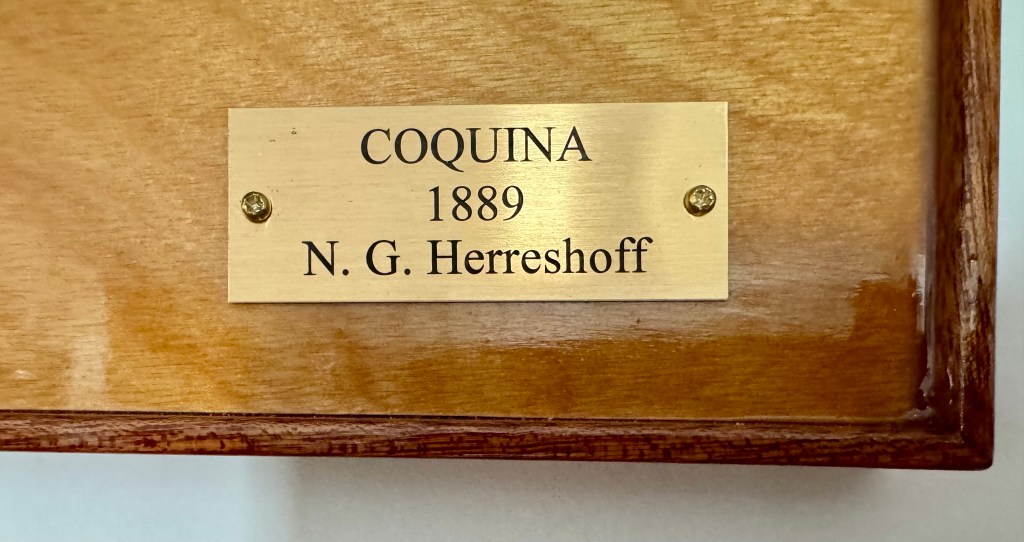 COQUINA
1889
N. G. Herreshoff